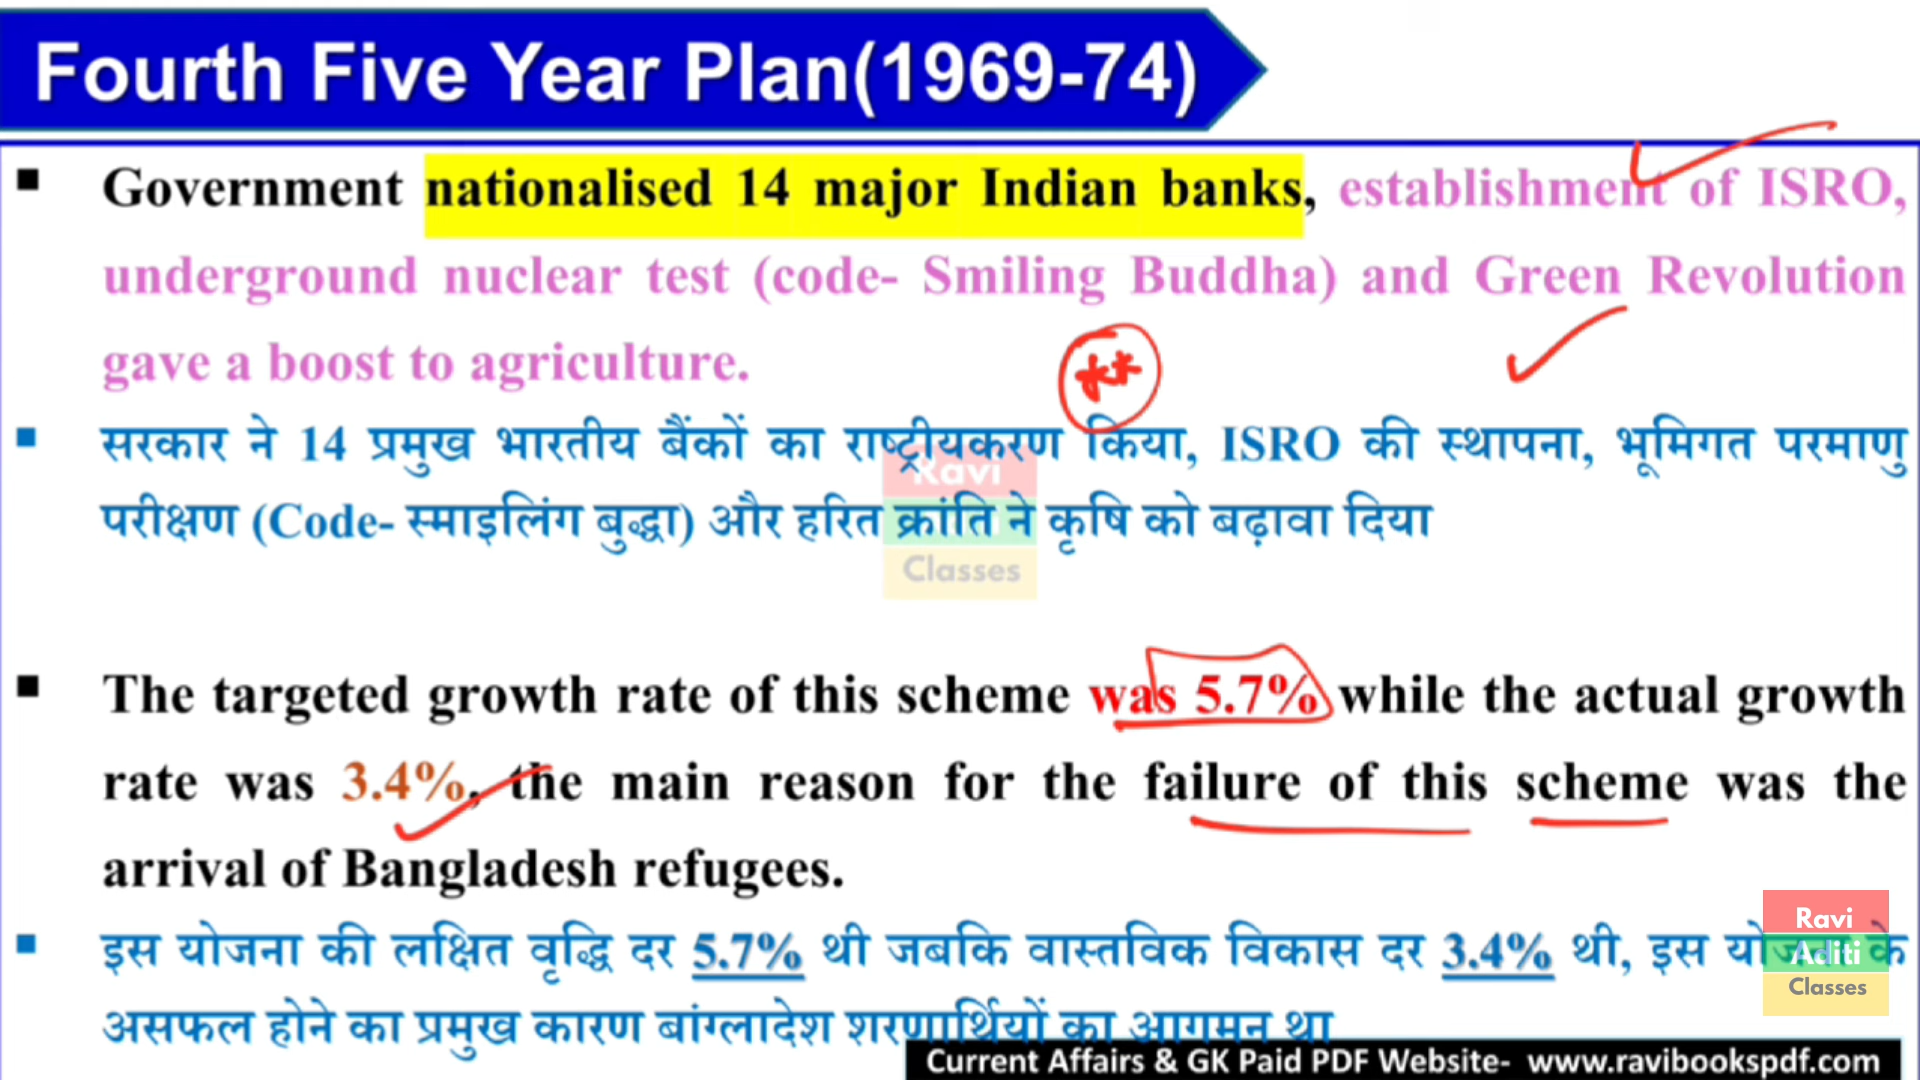 Fourth Five Year Plan(1969-74)
Government nationalised 14 major Indian banks, establishment of ISRO,
underground nuclear test (code- Smiling Buddha) and Green Revolution
gave a boost to agriculture.
**
सरकार ने 14 प्रमुख भारतीय बैंकों का राष्ट्रीयकरण किया, ISRO की स्थापना, भूमिगत परमाणु
परीक्षण (Code- स्माइलिंग बुद्धा) और हरित क्रांति ने कृषि को बढ़ावा दिया
Ravi
Classes
The targeted growth rate of this scheme was 5.7% while the actual growth
rate was 3.4%, the main reason for the failure of this scheme was the
arrival of Bangladesh refugees.
इस योजना की लक्षित वृद्धि दर 5.7% थी जबकि वास्तविक विकास दर 3.4% थी, इस योजना के
असफल होने का प्रमुख कारण बांग्लादेश शरणार्थियों का आगमन था
Ravi
Aditi
Classes
Current Affairs & GK Paid PDF Website- www.ravibookspdf.com